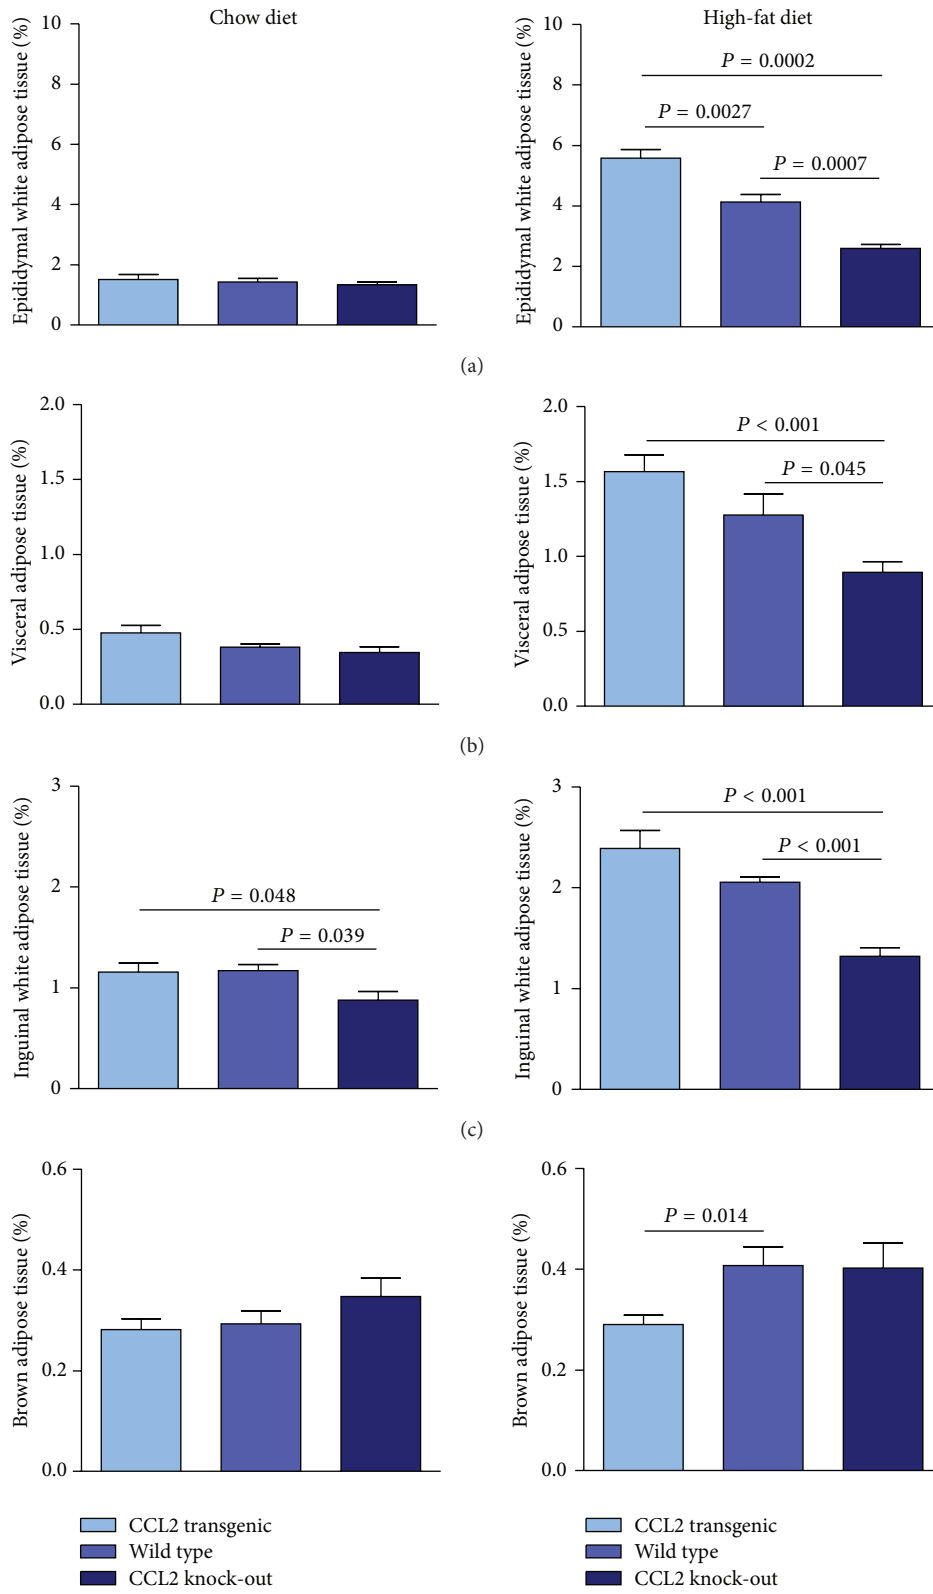 Chow diet
High-fat diet
Epididymal white adipose tissue (%)
10
8
6
4
2
0
Epididymal white adipose tissue (%)
10
8
6
4
2
0
P = 0.0002
P = 0.0027
P = 0.0007
(a)
Visceral adipose tissue (%)
2.0
1.5
1.0
0.5
0.0
Visceral adipose tissue (%)
2.0
1.5
1.0
0.5
0.0
P < 0.001
P = 0.045
(b)
Inguinal white adipose tissue (%)
3
2
1
0
P = 0.048
P = 0.039
Inguinal white adipose tissue (%)
3
2
1
0
P < 0.001
P < 0.001
(c)
Brown adipose tissue (%)
0.6
0.4
0.2
0.0
Brown adipose tissue (%)
0.6
0.4
0.2
0.0
P = 0.014
CCL2 transgenic
Wild type
CCL2 knock-out
CCL2 transgenic
Wild type
CCL2 knock-out